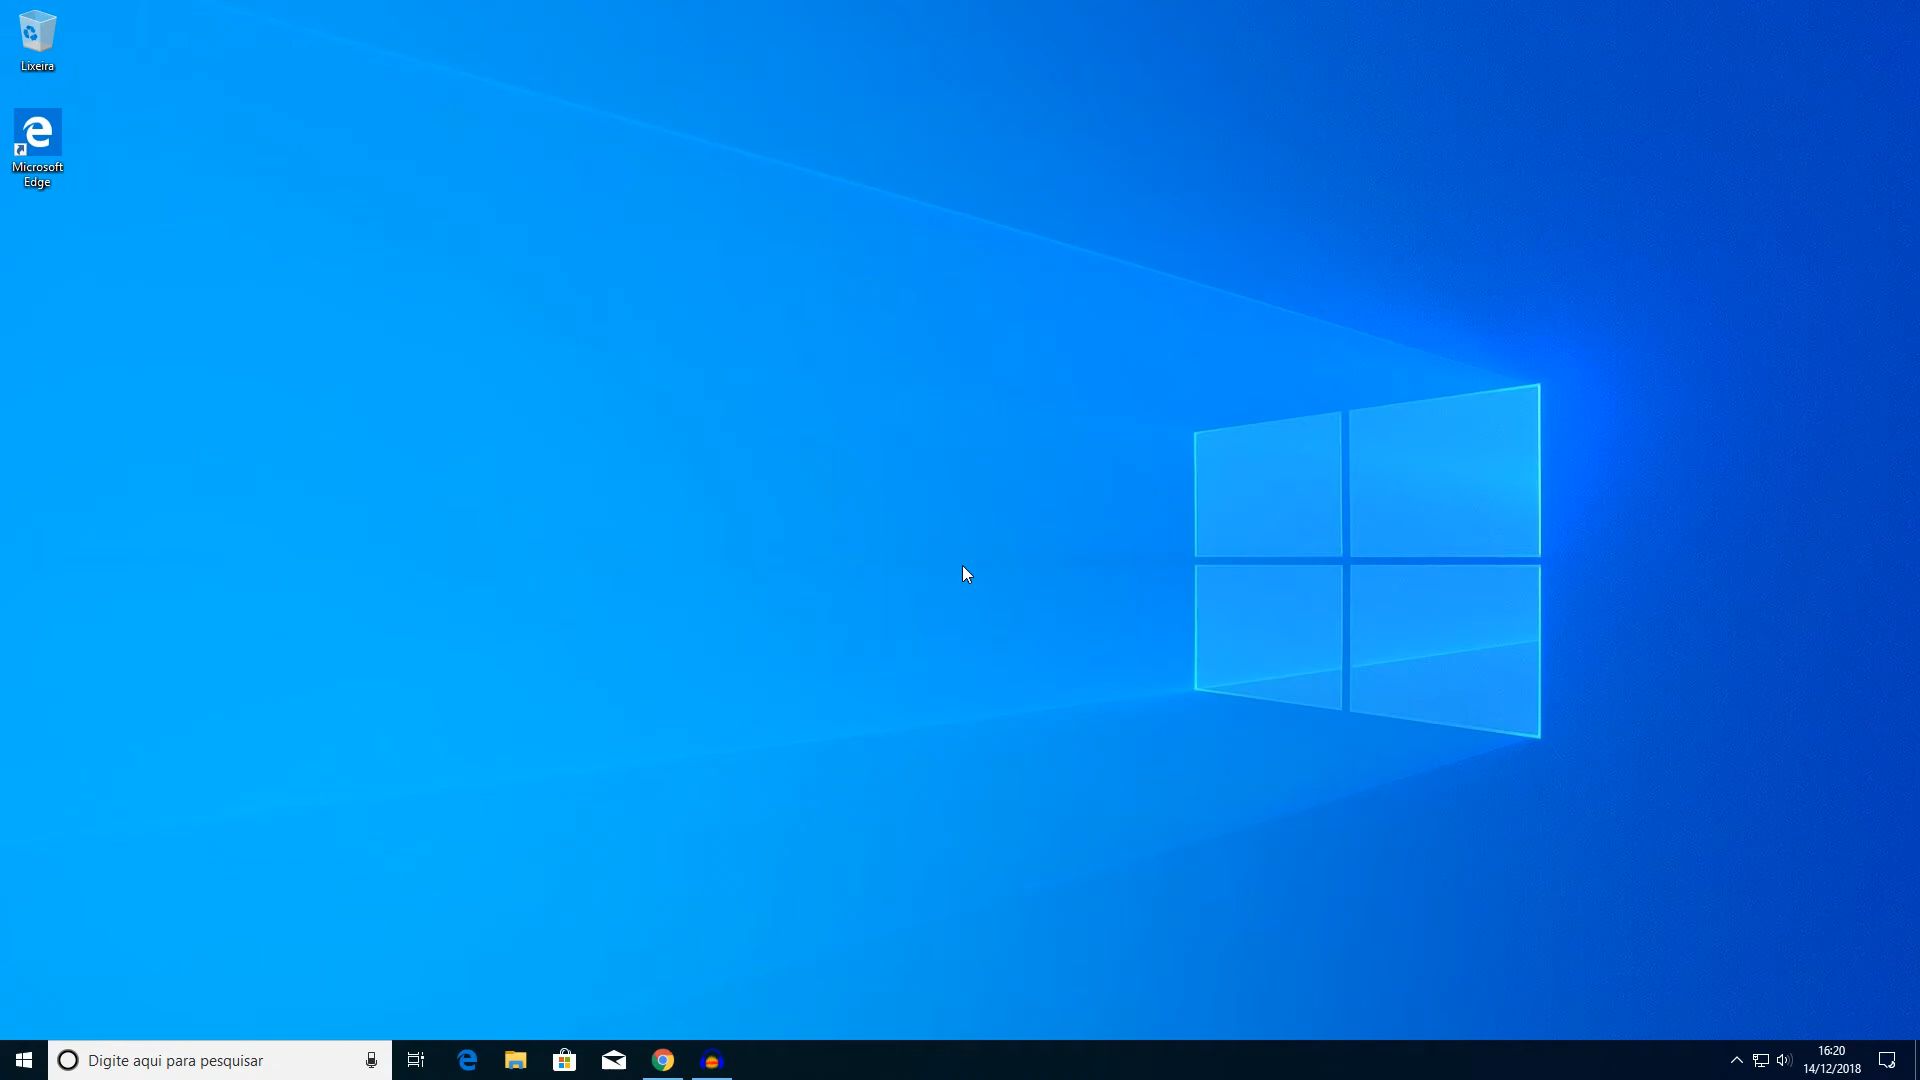 Lixeira
Microsoft
Edge
Digite aqui para pesquisar
16:20
14/12/2018